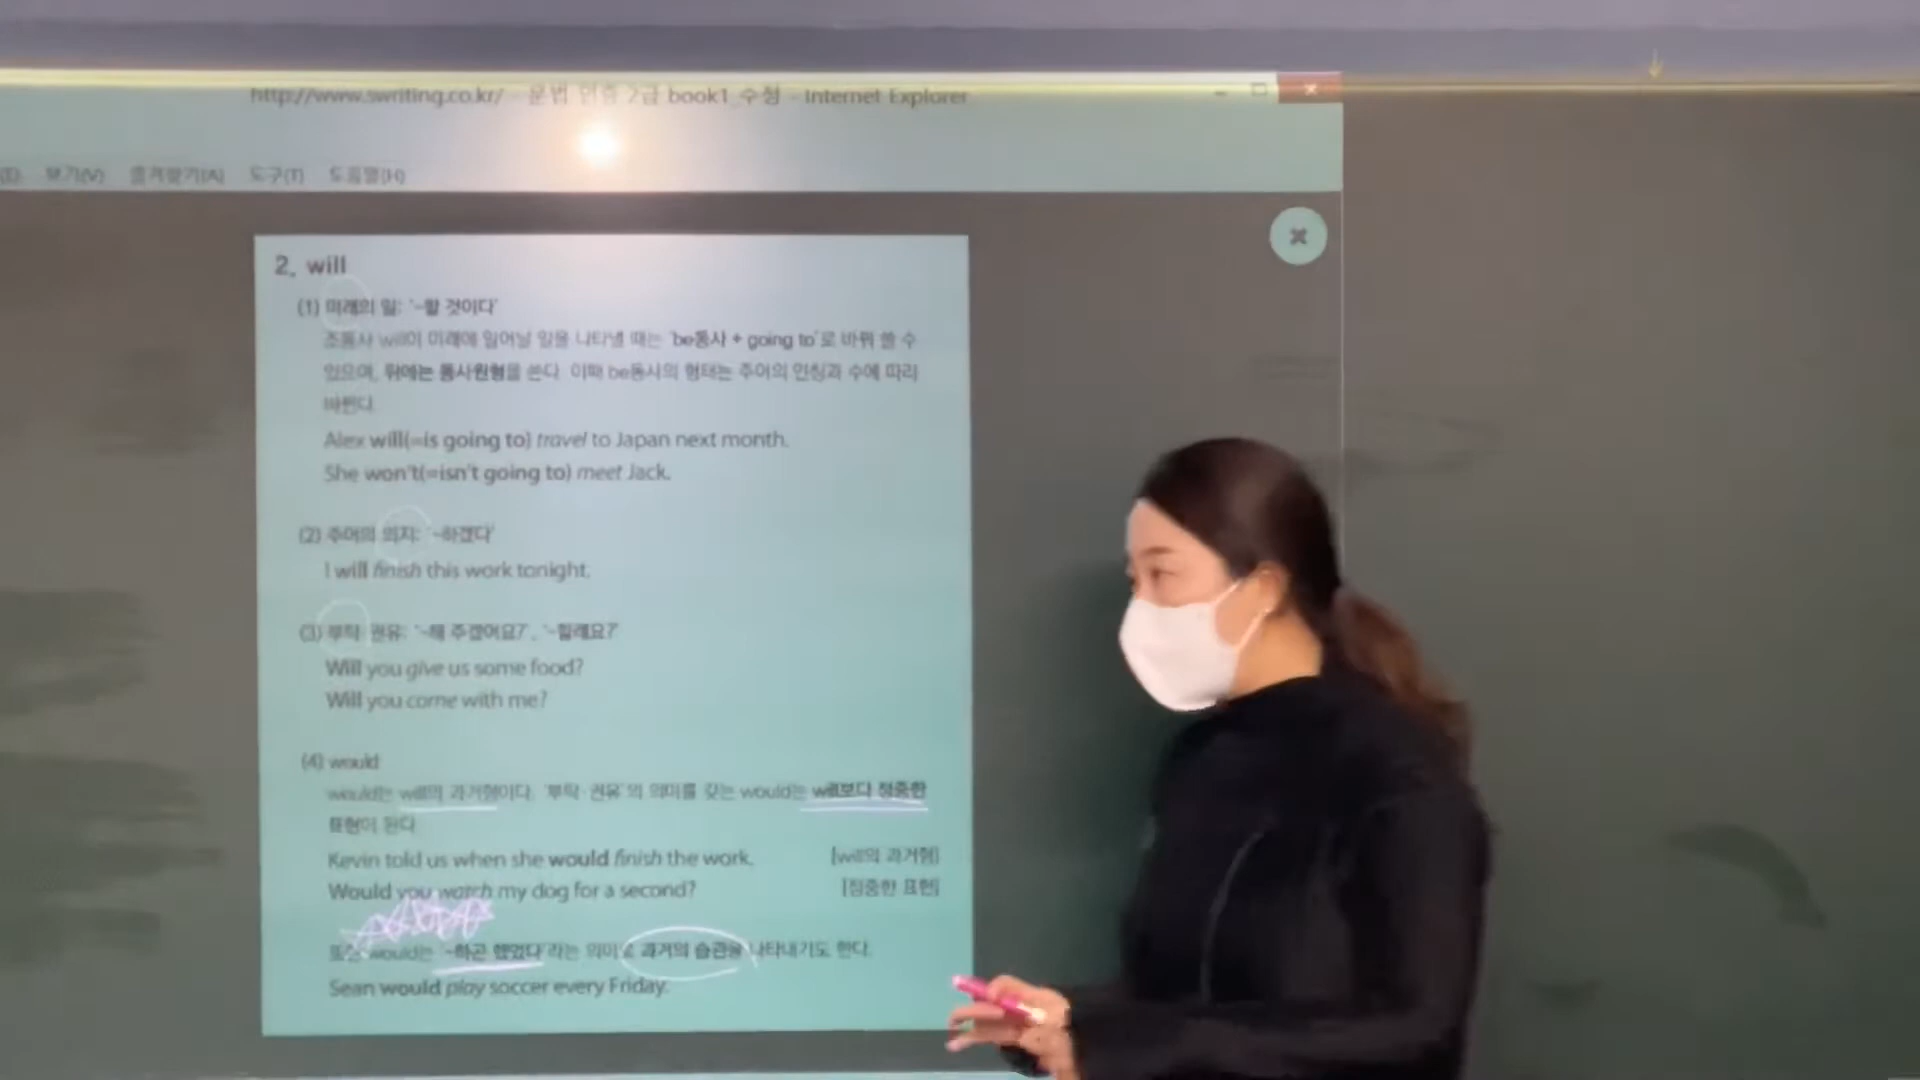 http://www.swriting.co.kr/ - 문법 인증 2급 book1_수정 - Internet Explorer
(E) 보기(V) 즐겨찾기(A) 도구(T) 도움말(H)
2. will
(1) 미래의 일: '~할 것이다'
조동사 will이 미래에 일어날 일을 나타낼 때는 'be동사 + going to'로 바꿔 쓸 수
있으며, 뒤에는 동사원형을 쓴다. 이때 be동사의 형태는 주어의 인칭과 수에 따라
바뀐다.
Alex will(=is going to) travel to Japan next month.
She won't(=isn't going to) meet Jack.
(2) 주어의 의지: '~하겠다'
I will finish this work tonight.
(3) 부탁·권유: '~해 주겠어요?', '~할래요?'
Will you give us some food?
Will you come with me?
(4) would
would는 will의 과거형이다. '부탁·권유'의 의미를 갖는 would는 will보다 정중한
표현이 된다.
Kevin told us when she would finish the work. [will의 과거형]
Would you watch my dog for a second? [정중한 표현]
또한 would는 '~하곤 했었다'라는 의미로 과거의 습관을 나타내기도 한다.
Sean would play soccer every Friday.